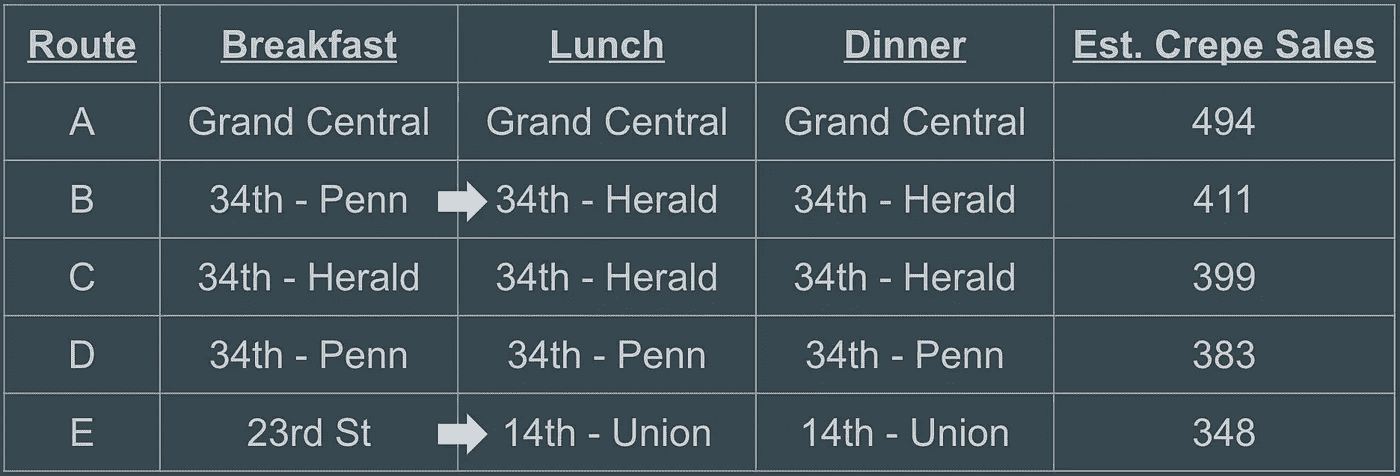 Route Breakfast Lunch Dinner Est. Crepe Sales
A Grand Central Grand Central Grand Central 494
B 34th - Penn 34th - Herald 34th - Herald 411
C 34th - Herald 34th - Herald 34th - Herald 399
D 34th - Penn 34th - Penn 34th - Penn 383
E 23rd St 14th - Union 14th - Union 348